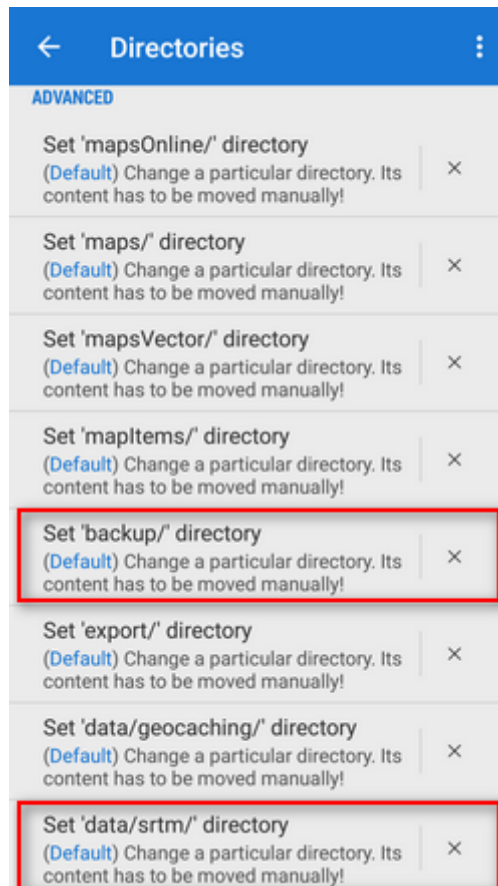 Directories
ADVANCED
Set 'mapsOnline/' directory
(Default) Change a particular directory. Its
content has to be moved manually!
Set 'maps/' directory
(Default) Change a particular directory. Its
content has to be moved manually!
Set 'mapsVector/' directory
(Default) Change a particular directory. Its
content has to be moved manually!
Set 'mapItems/' directory
(Default) Change a particular directory. Its
content has to be moved manually!
Set 'backup/' directory
(Default) Change a particular directory. Its
content has to be moved manually!
Set 'export/' directory
(Default) Change a particular directory. Its
content has to be moved manually!
Set 'data/geocaching/' directory
(Default) Change a particular directory. Its
content has to be moved manually!
Set 'data/srtm/' directory
(Default) Change a particular directory. Its
content has to be moved manually!